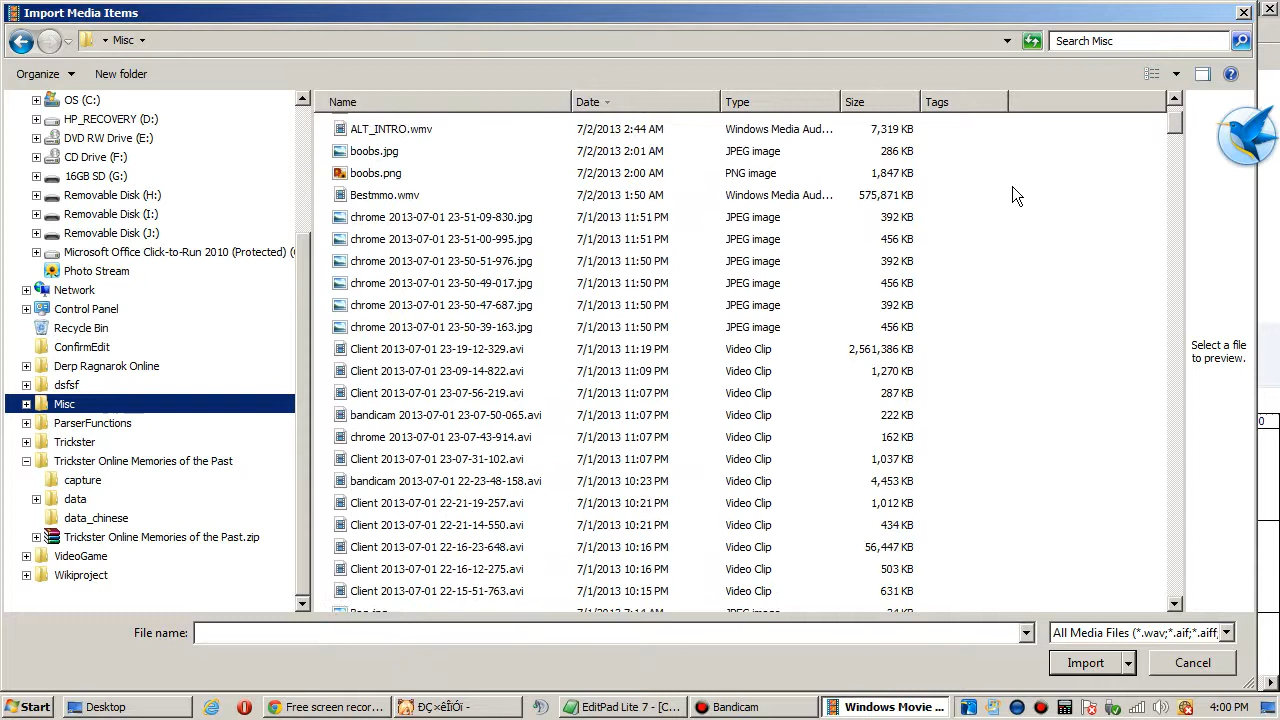 Import Media Items
Misc
Search Misc
Organize New folder
Name Date Type Size Tags
OS (C:)
HP_RECOVERY (D:)
DVD RW Drive (E:)
CD Drive (F:)
16GB SD (G:)
Removable Disk (H:)
Removable Disk (I:)
Removable Disk (J:)
Microsoft Office Click-to-Run 2010 (Protected) (
Photo Stream
Network
Control Panel
Recycle Bin
ConfirmEdit
Derp Ragnarok Online
dsfsf
Misc
ParserFunctions
Trickster
Trickster Online Memories of the Past
capture
data
data_chinese
Trickster Online Memories of the Past.zip
VideoGame
Wikiproject
ALT_INTRO.wmv 7/2/2013 2:44 AM Windows Media Aud... 7,319 KB
boobs.jpg 7/2/2013 2:01 AM JPEG image 286 KB
boobs.png 7/2/2013 2:00 AM PNG image 1,847 KB
Bestmmo.wmv 7/2/2013 1:50 AM Windows Media Aud... 575,871 KB
chrome 2013-07-01 23-51-09-830.jpg 7/1/2013 11:51 PM JPEG image 392 KB
chrome 2013-07-01 23-51-00-995.jpg 7/1/2013 11:51 PM JPEG image 456 KB
chrome 2013-07-01 23-50-51-976.jpg 7/1/2013 11:50 PM JPEG image 392 KB
chrome 2013-07-01 23-50-49-017.jpg 7/1/2013 11:50 PM JPEG image 456 KB
chrome 2013-07-01 23-50-47-687.jpg 7/1/2013 11:50 PM JPEG image 392 KB
chrome 2013-07-01 23-50-39-163.jpg 7/1/2013 11:50 PM JPEG image 456 KB
Client 2013-07-01 23-19-12-329.avi 7/1/2013 11:19 PM Video Clip 2,561,386 KB
Client 2013-07-01 23-09-14-822.avi 7/1/2013 11:09 PM Video Clip 1,270 KB
Client 2013-07-01 23-07-56-219.avi 7/1/2013 11:07 PM Video Clip 287 KB
bandicam 2013-07-01 23-07-50-065.avi 7/1/2013 11:07 PM Video Clip 222 KB
chrome 2013-07-01 23-07-43-914.avi 7/1/2013 11:07 PM Video Clip 162 KB
Client 2013-07-01 23-07-31-102.avi 7/1/2013 11:07 PM Video Clip 1,037 KB
bandicam 2013-07-01 22-23-48-158.avi 7/1/2013 10:23 PM Video Clip 4,453 KB
Client 2013-07-01 22-21-19-257.avi 7/1/2013 10:21 PM Video Clip 1,012 KB
Client 2013-07-01 22-21-14-550.avi 7/1/2013 10:21 PM Video Clip 434 KB
Client 2013-07-01 22-16-23-648.avi 7/1/2013 10:16 PM Video Clip 56,447 KB
Client 2013-07-01 22-16-12-275.avi 7/1/2013 10:16 PM Video Clip 503 KB
Client 2013-07-01 22-15-51-763.avi 7/1/2013 10:15 PM Video Clip 631 KB
Select a file
to preview.
File name:
All Media Files (*.wav;*.aif;*.aiff
Import Cancel
Start Desktop Free screen recor... EditPad Lite 7 - [C... Bandicam Windows Movie ... 4:00 PM